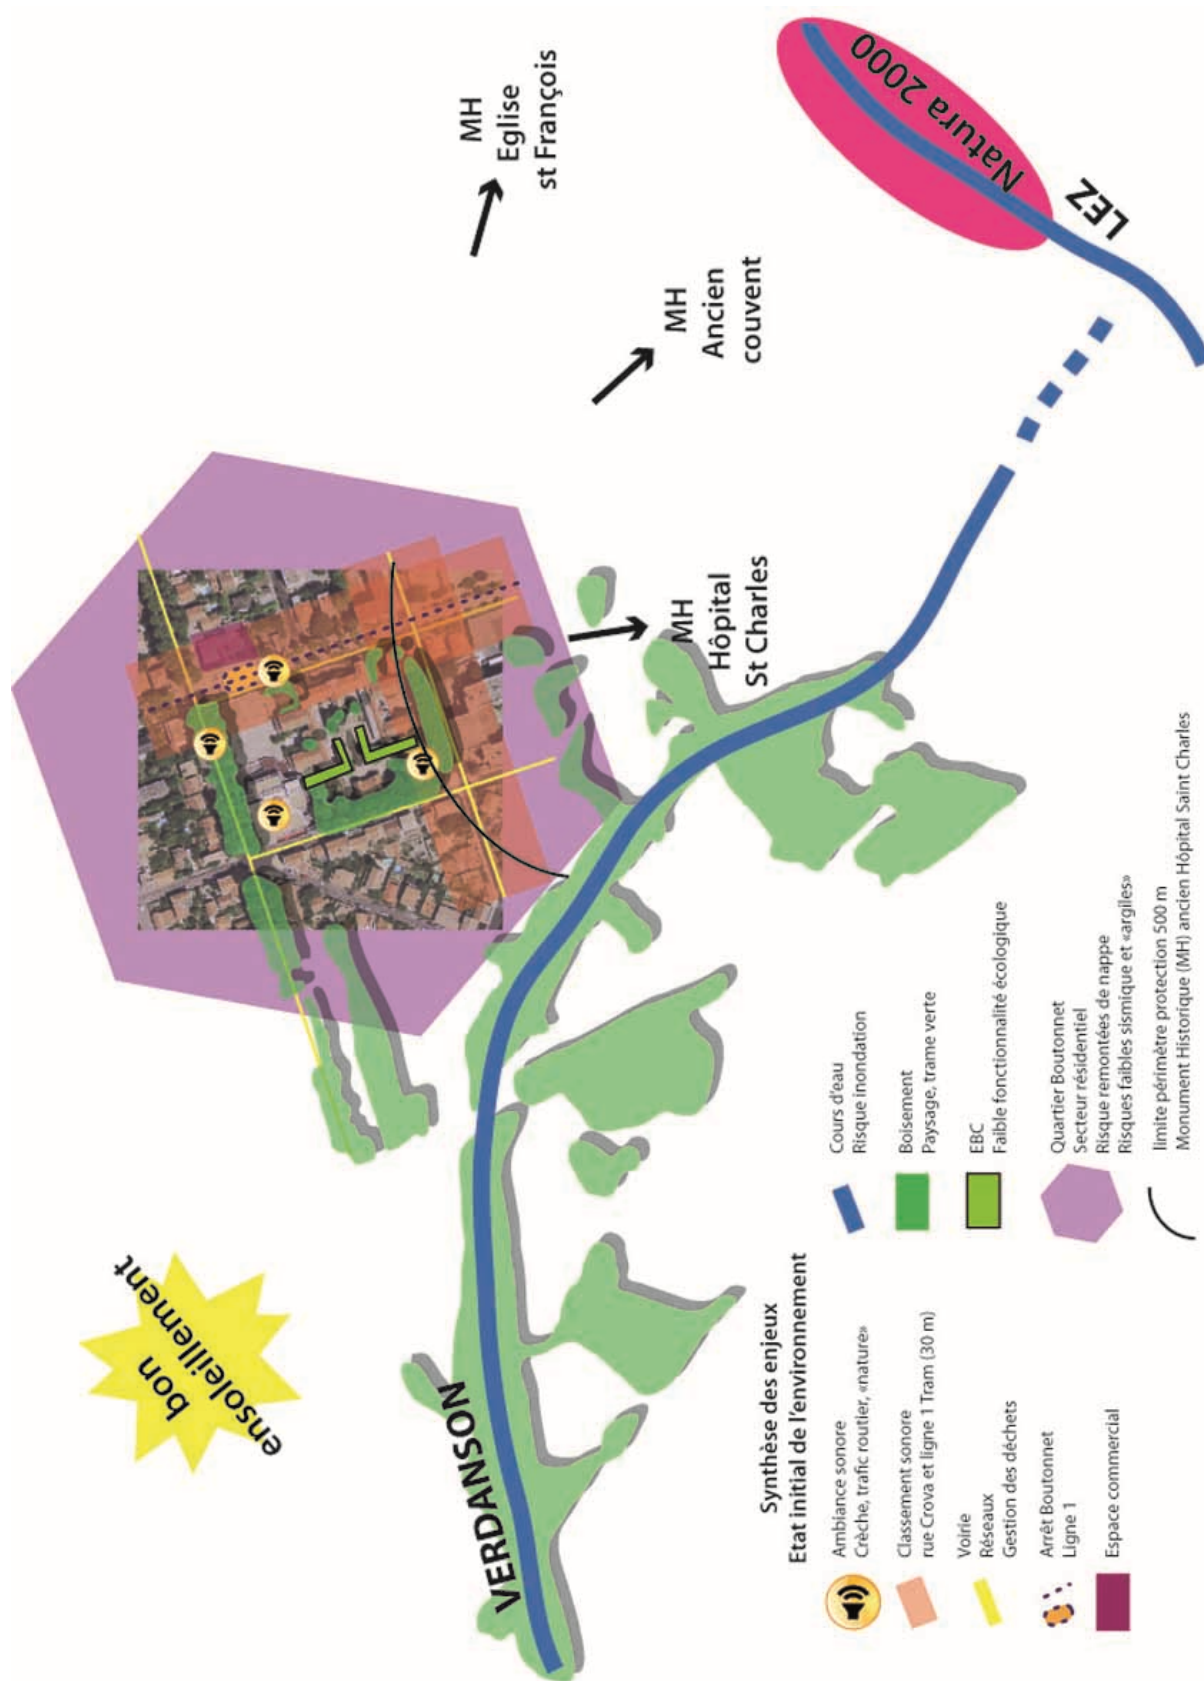 bon
ensoleillement
VERDANSON
MH
Eglise
st François
MH
Ancien
couvent
MH
Hôpital
St Charles
Natura 2000
LEZ
Synthèse des enjeux
Etat initial de l'environnement
Ambiance sonore
Crèche, trafic routier, «nature»
Classement sonore
rue Crova et ligne 1 Tram (30 m)
Voirie
Réseaux
Gestion des déchets
Arrêt Boutonnet
Ligne 1
Espace commercial
Cours d'eau
Risque inondation
Boisement
Paysage, trame verte
EBC
Faible fonctionnalité écologique
Quartier Boutonnet
Secteur résidentiel
Risque remontées de nappe
Risques faibles sismique et «argiles»
limite périmètre protection 500 m
Monument Historique (MH) ancien Hôpital Saint Charles